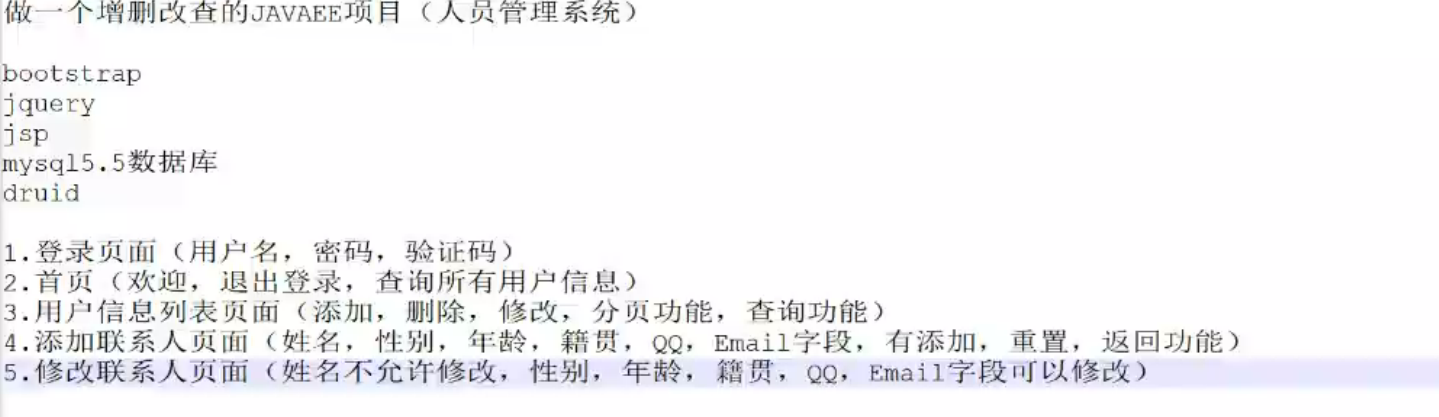 做一个增删改查的JAVAEE项目（人员管理系统）
bootstrap
jquery
jsp
mysql5.5数据库
druid
1.登录页面（用户名，密码，验证码）
2.首页（欢迎，退出登录，查询所有用户信息）
3.用户信息列表页面（添加，删除，修改，分页功能，查询功能）
4.添加联系人页面（姓名，性别，年龄，籍贯，QQ，Email字段，有添加，重置，返回功能）
5.修改联系人页面（姓名不允许修改，性别，年龄，籍贯，QQ，Email字段可以修改）